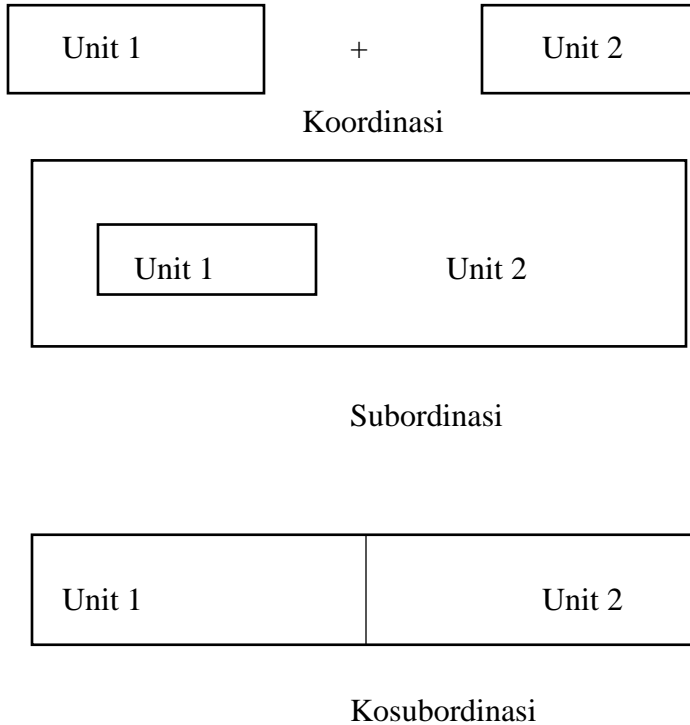 Unit 1 + Unit 2
Koordinasi
Unit 1 Unit 2
Subordinasi
Unit 1 Unit 2
Kosubordinasi